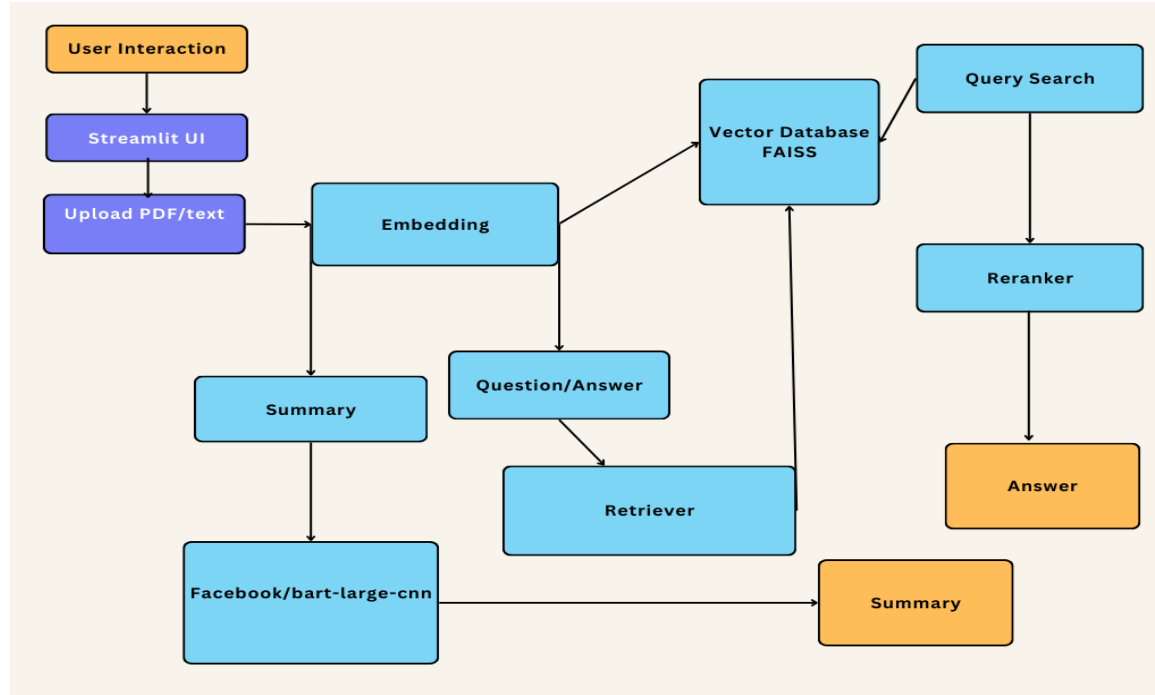 User Interaction
Streamlit UI
Upload PDF/text
Embedding
Vector Database
FAISS
Query Search
Reranker
Question/Answer
Summary
Retriever
Answer
Facebook/bart-large-cnn
Summary